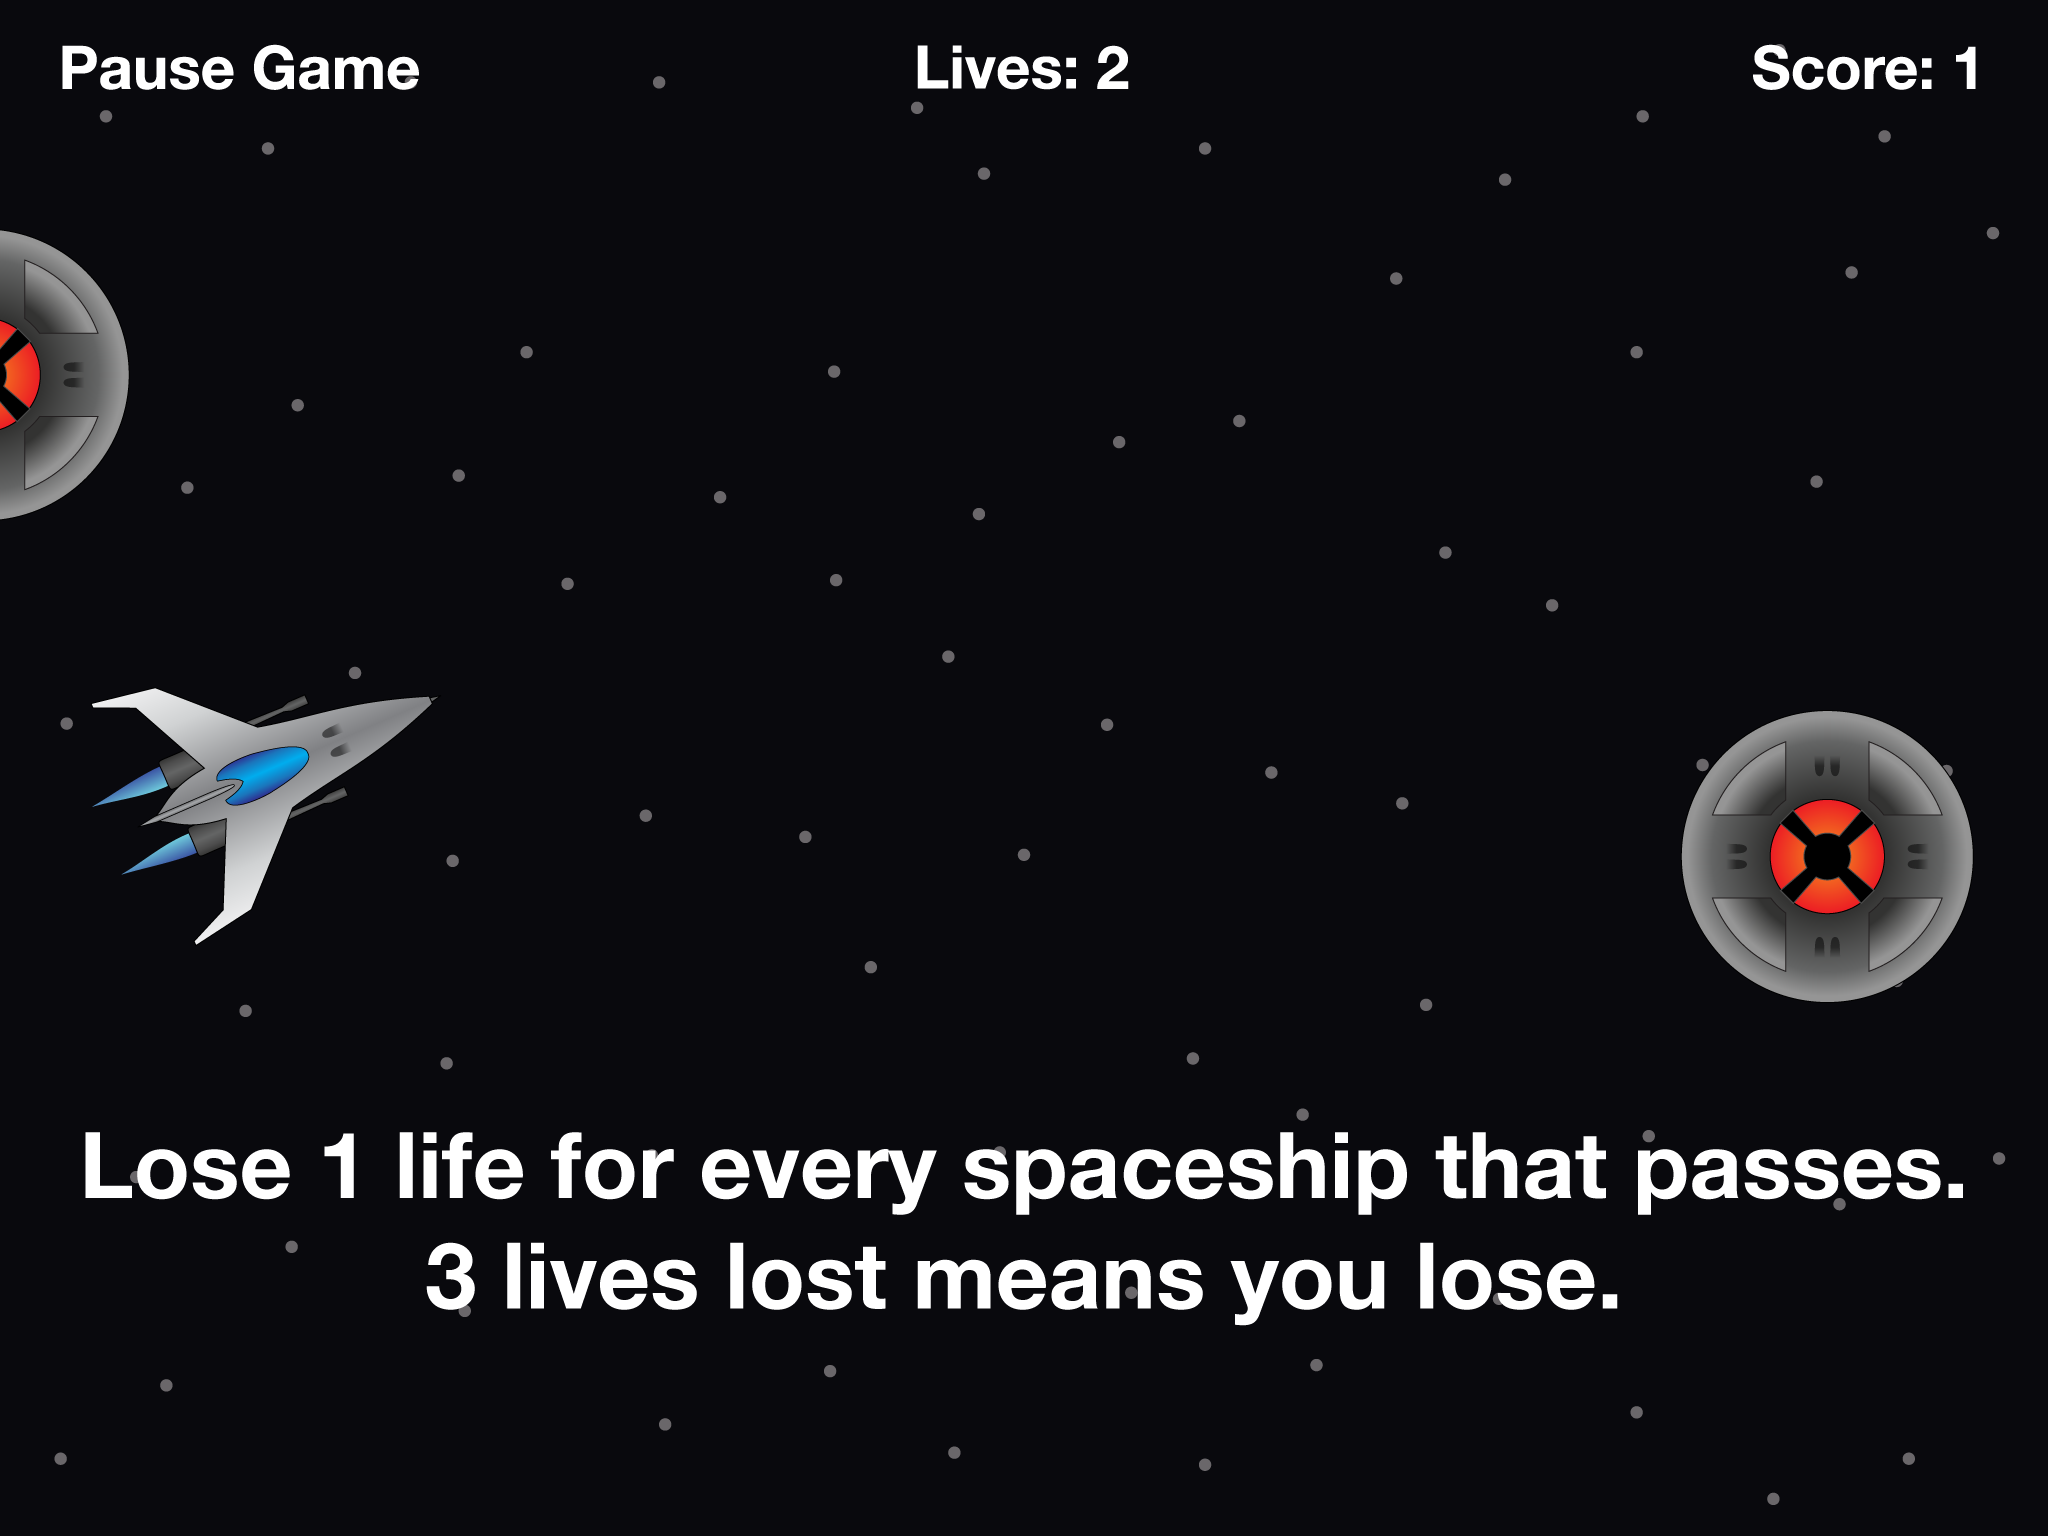 Pause Game
Lives: 2
Score: 1
Lose 1 life for every spaceship that passes.
3 lives lost means you lose.